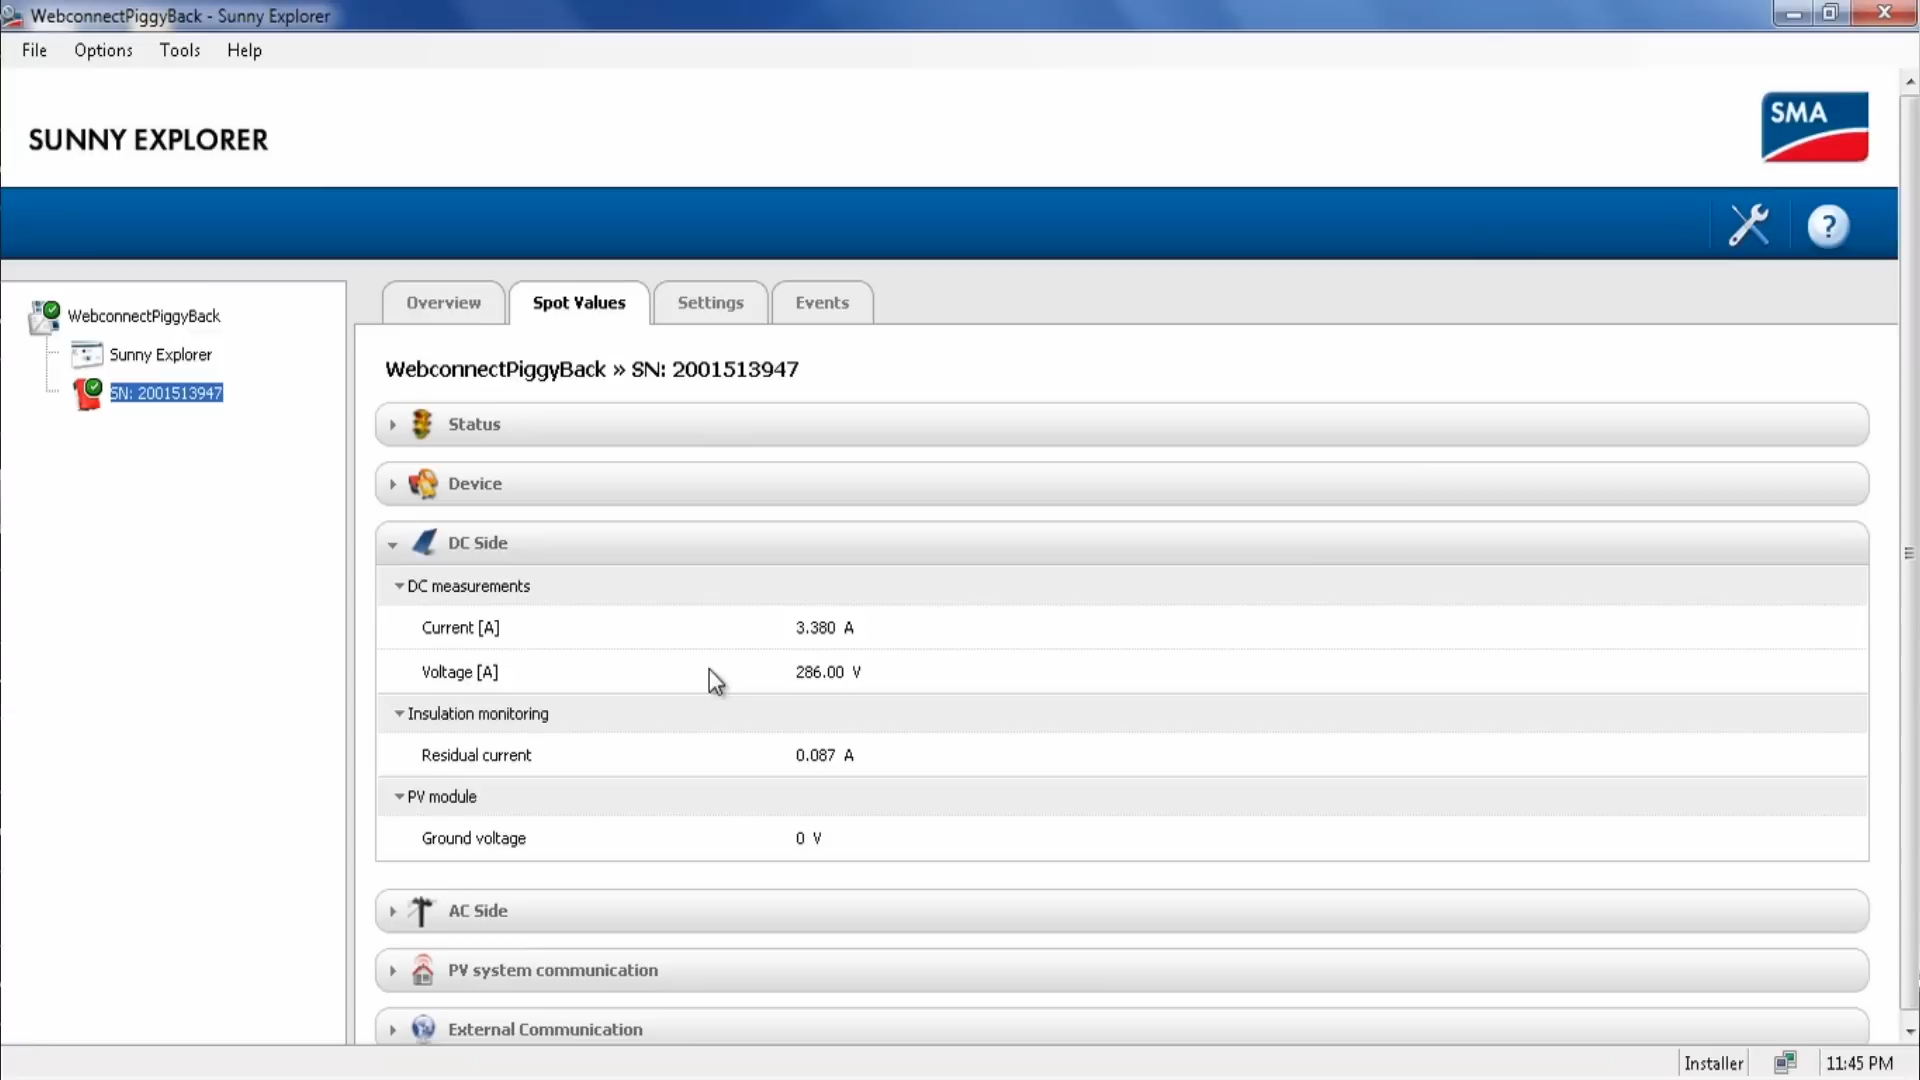 WebconnectPiggyBack - Sunny Explorer
File Options Tools Help
SUNNY EXPLORER
SMA
?
WebconnectPiggyBack
Sunny Explorer
SN: 2001513947
Overview Spot Values Settings Events
WebconnectPiggyBack » SN: 2001513947
Status
Device
DC Side
DC measurements
Current [A] 3.380 A
Voltage [A] 286.00 V
Insulation monitoring
Residual current 0.087 A
PV module
Ground voltage 0 V
AC Side
PV system communication
External Communication
Installer 11:45 PM